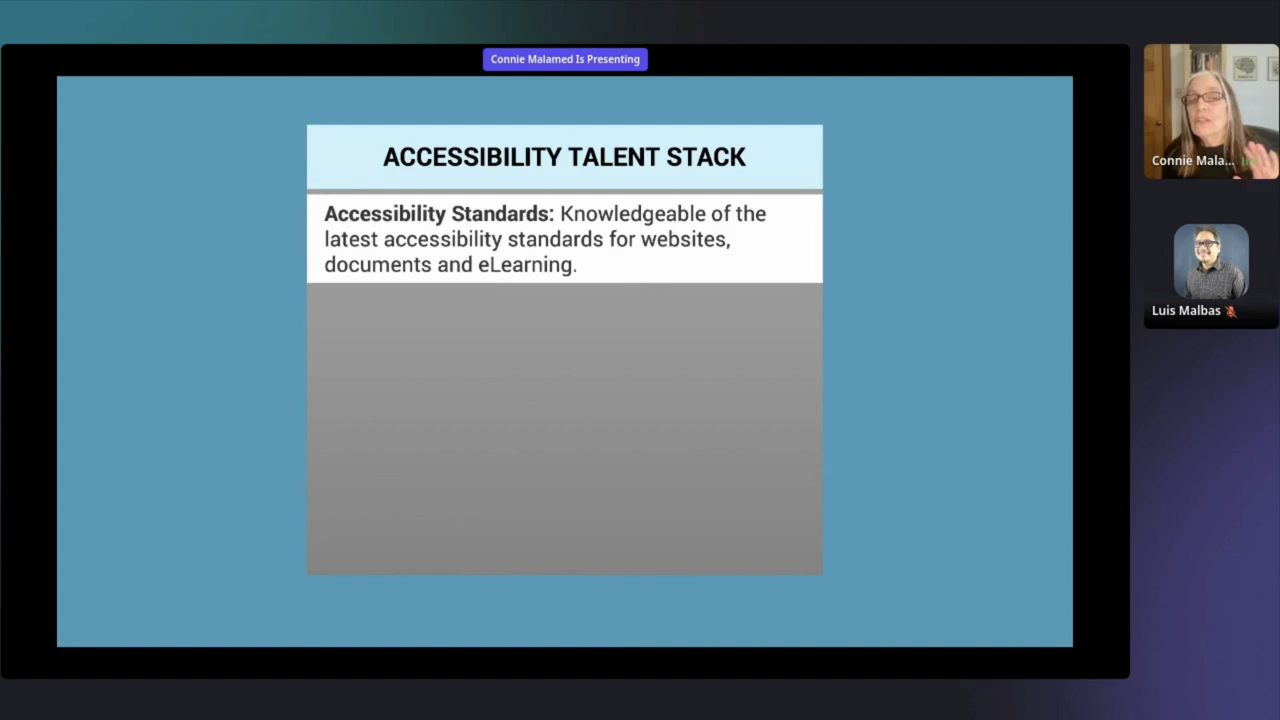 Connie Malamed Is Presenting
ACCESSIBILITY TALENT STACK
Accessibility Standards: Knowledgeable of the
latest accessibility standards for websites,
documents and eLearning.
Connie Mala...
Luis Malbas